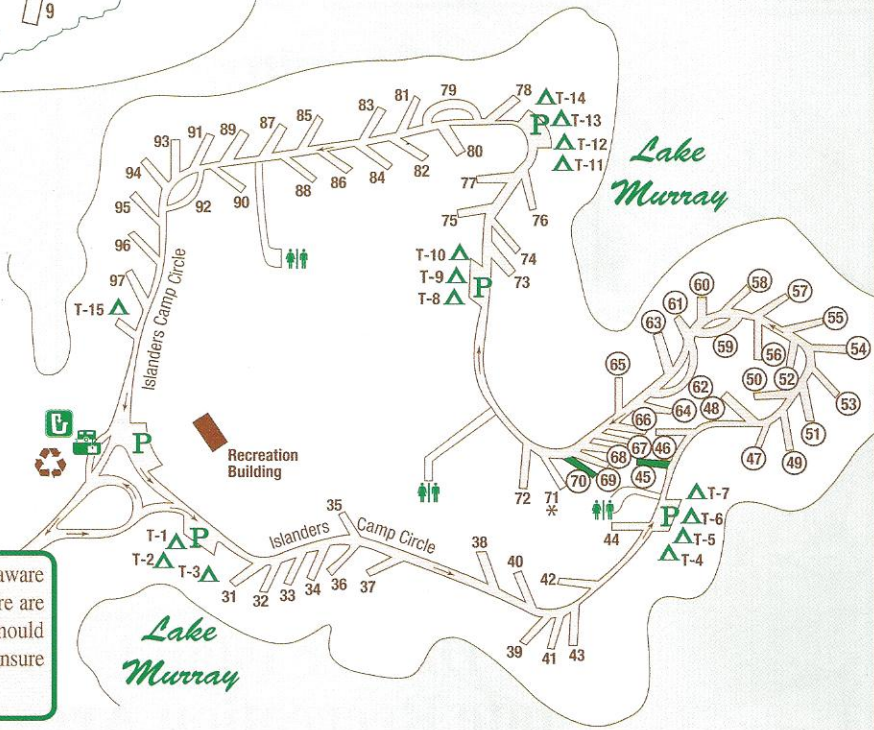 9
79
78
T-14
81
83
85
87
89
91
93
T-13
P
T-12
T-11
80
82
84
86
88
90
92
94
95
96
97
T-15
77
76
75
74
73
Lake
Murray
T-10
T-9
T-8
P
Islanders Camp Circle
P
Recreation
Building
60
58
57
61
55
63
59
56
54
65
62
50
52
53
64
48
66
51
67
46
47
49
68
45
69
70
71
*
72
T-7
P
T-6
T-5
T-4
44
35
Islanders Camp Circle
T-1
P
T-2
T-3
31
32
33
34
36
37
38
40
42
39
41
43
Lake
Murray
aware
re are
hould
nsure